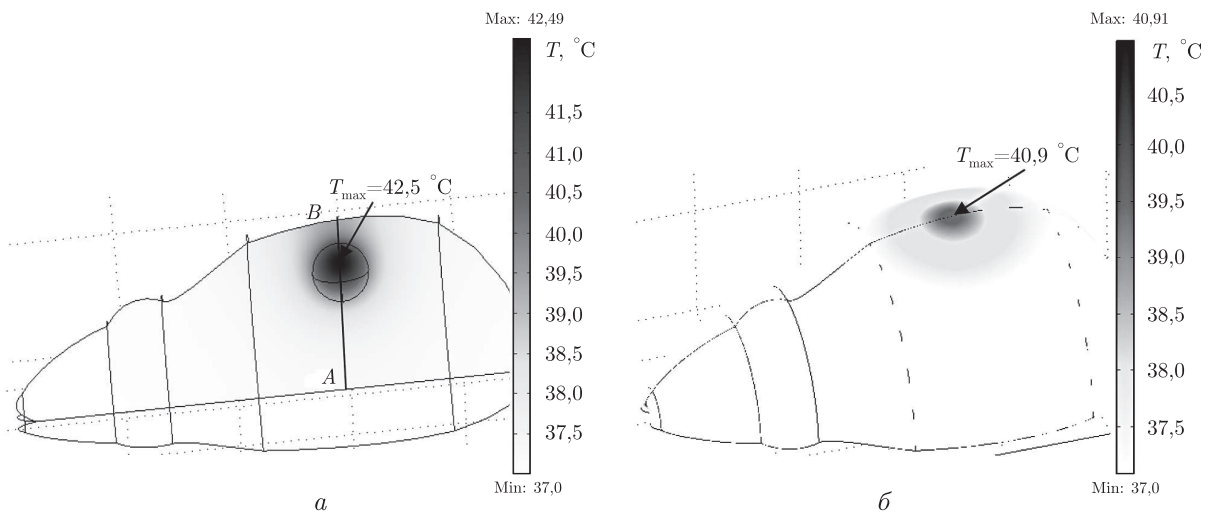 Max: 42,49
T, °C
41,5
41,0
40,5
40,0
39,5
39,0
38,5
38,0
37,5
Min: 37,0
T max=42,5 °C
B
A
а
Max: 40,91
T, °C
40,5
40,0
39,5
39,0
38,5
38,0
37,5
Min: 37,0
T max=40,9 °C
б